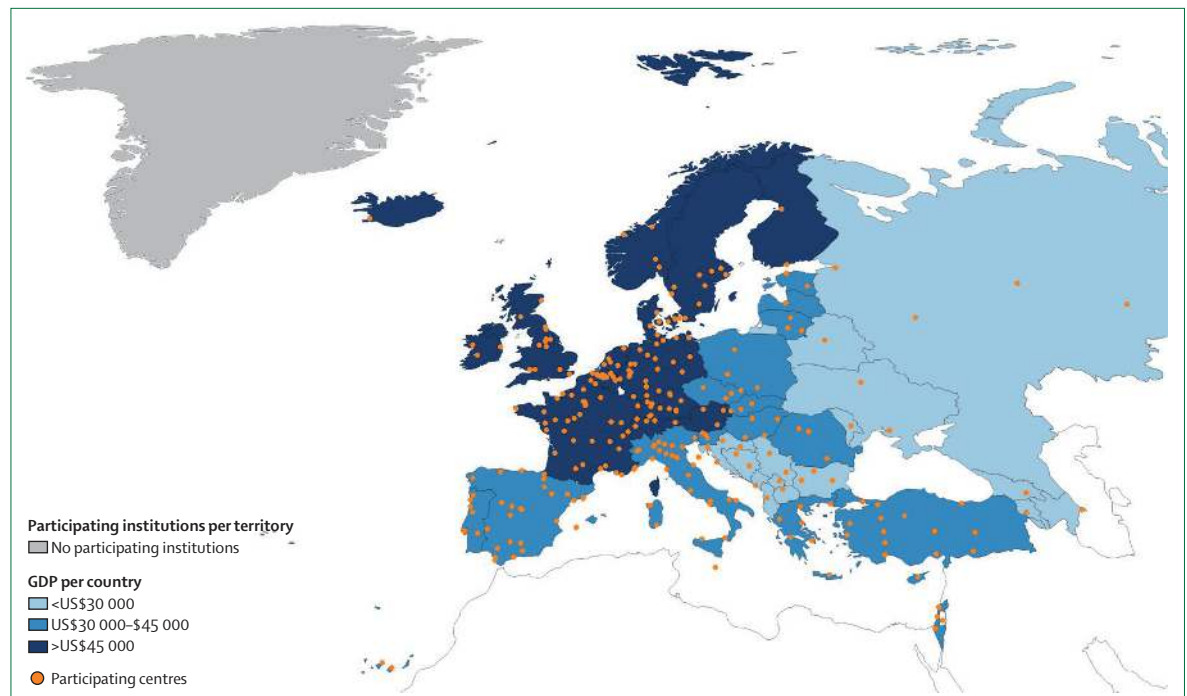 Participating institutions per territory
No participating institutions
GDP per country
<US$30 000
US$30 000–$45 000
>US$45 000
Participating centres